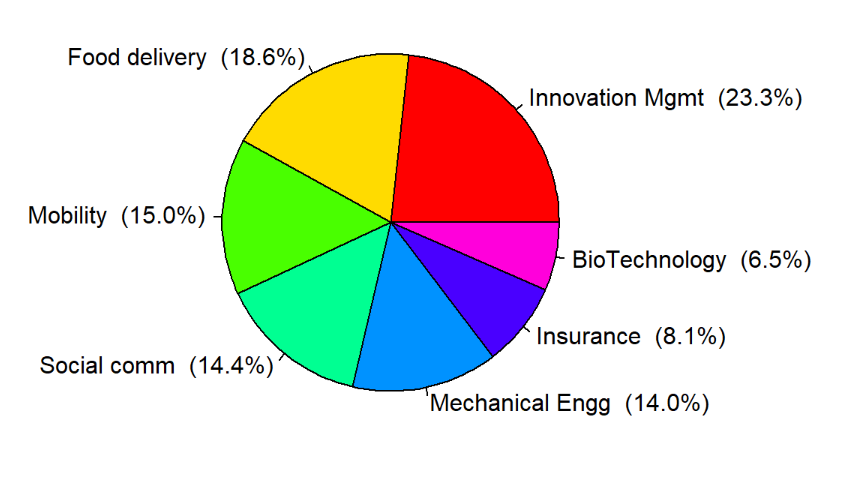 Food delivery (18.6%)
Innovation Mgmt (23.3%)
Mobility (15.0%)
BioTechnology (6.5%)
Insurance (8.1%)
Social comm (14.4%)
Mechanical Engg (14.0%)